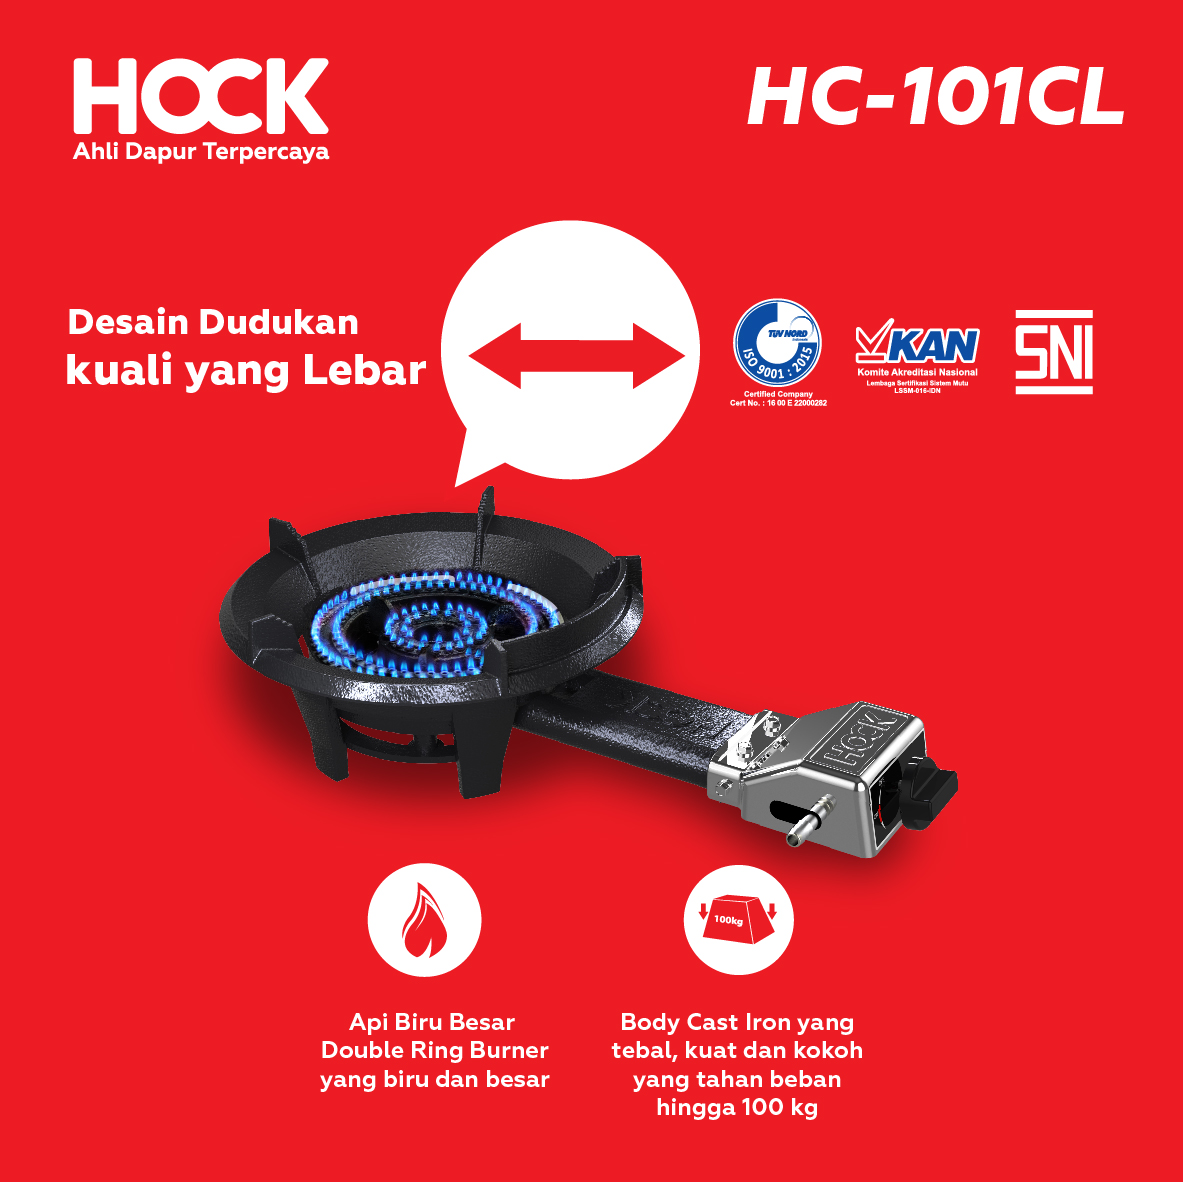 HOCK
Ahli Dapur Terpercaya
HC-101CL
Desain Dudukan
kuali yang Lebar
TÜV NORD
Indonesia
ISO 9001 : 2015
Certified Company
Cert No. : 16 00 E 22000282
KAN
Komite Akreditasi Nasional
Lembaga Sertifikasi Sistem Mutu
LSSM-015-IDN
SNI
HOCK
100kg
Api Biru Besar
Double Ring Burner
yang biru dan besar
Body Cast Iron yang
tebal, kuat dan kokoh
yang tahan beban
hingga 100 kg